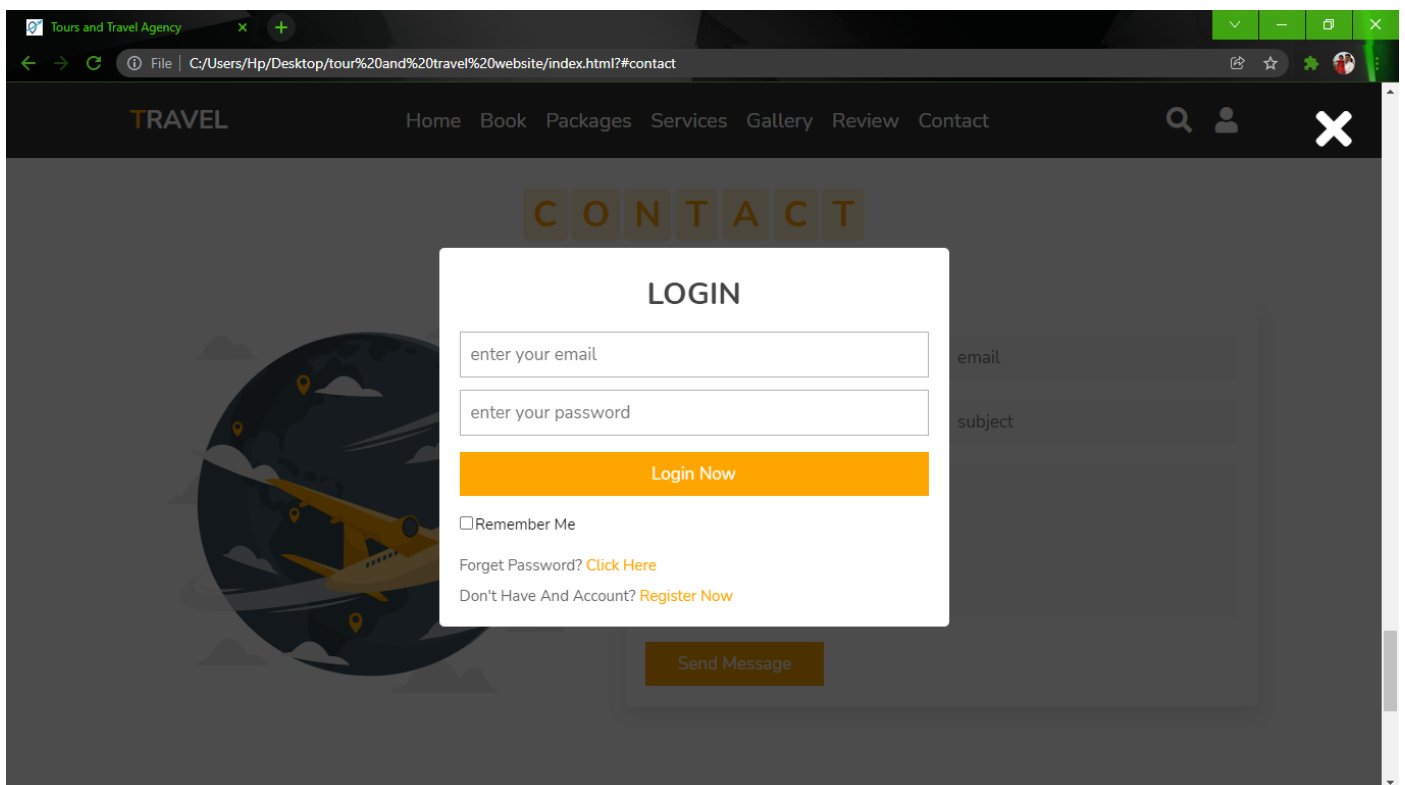 Tours and Travel Agency
File | C:/Users/Hp/Desktop/tour%20and%20travel%20website/index.html?#contact
TRAVEL Home Book Packages Services Gallery Review Contact
CONTACT
LOGIN
enter your email
email
enter your password
subject
Login Now
Remember Me
Forget Password? Click Here
Don't Have And Account? Register Now
Send Message